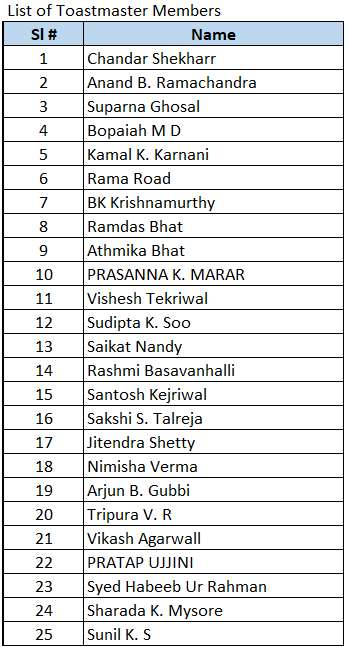 List of Toastmaster Members
Sl # Name
1 Chandar Shekharr
2 Anand B. Ramachandra
3 Suparna Ghosal
4 Bopaiah M D
5 Kamal K. Karnani
6 Rama Road
7 BK Krishnamurthy
8 Ramdas Bhat
9 Athmika Bhat
10 PRASANNA K. MARAR
11 Vishesh Tekriwal
12 Sudipta K. Soo
13 Saikat Nandy
14 Rashmi Basavanhalli
15 Santosh Kejriwal
16 Sakshi S. Talreja
17 Jitendra Shetty
18 Nimisha Verma
19 Arjun B. Gubbi
20 Tripura V. R
21 Vikash Agarwall
22 PRATAP UJJINI
23 Syed Habeeb Ur Rahman
24 Sharada K. Mysore
25 Sunil K. S